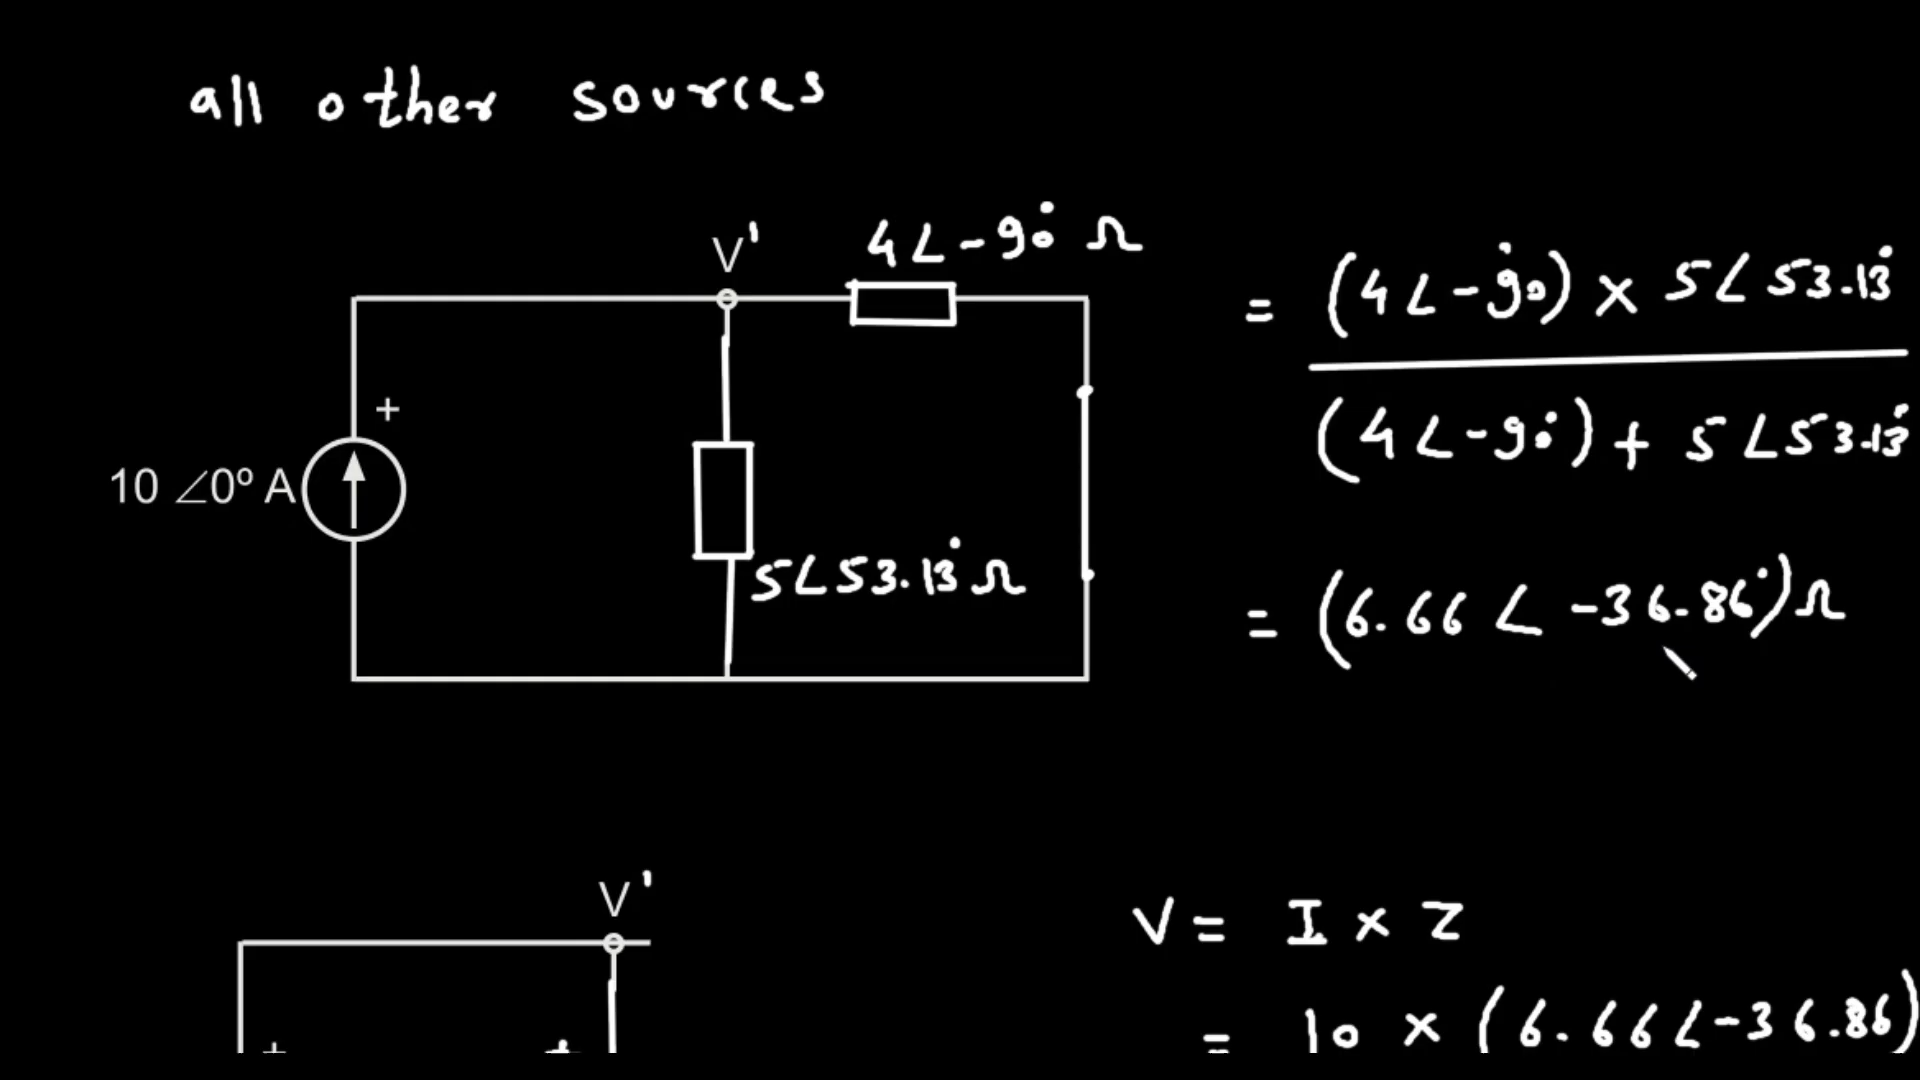 all other sources
V'
4∠-90° Ω
+
10 ∠0º A
5∠53.13° Ω
= (4∠-90°) × 5∠53.13°
(4∠-90°) + 5∠53.13°
= (6.66 ∠ -36.86°) Ω
V'
+
+
V = I × Z
= 10 × (6.66∠-36.86)